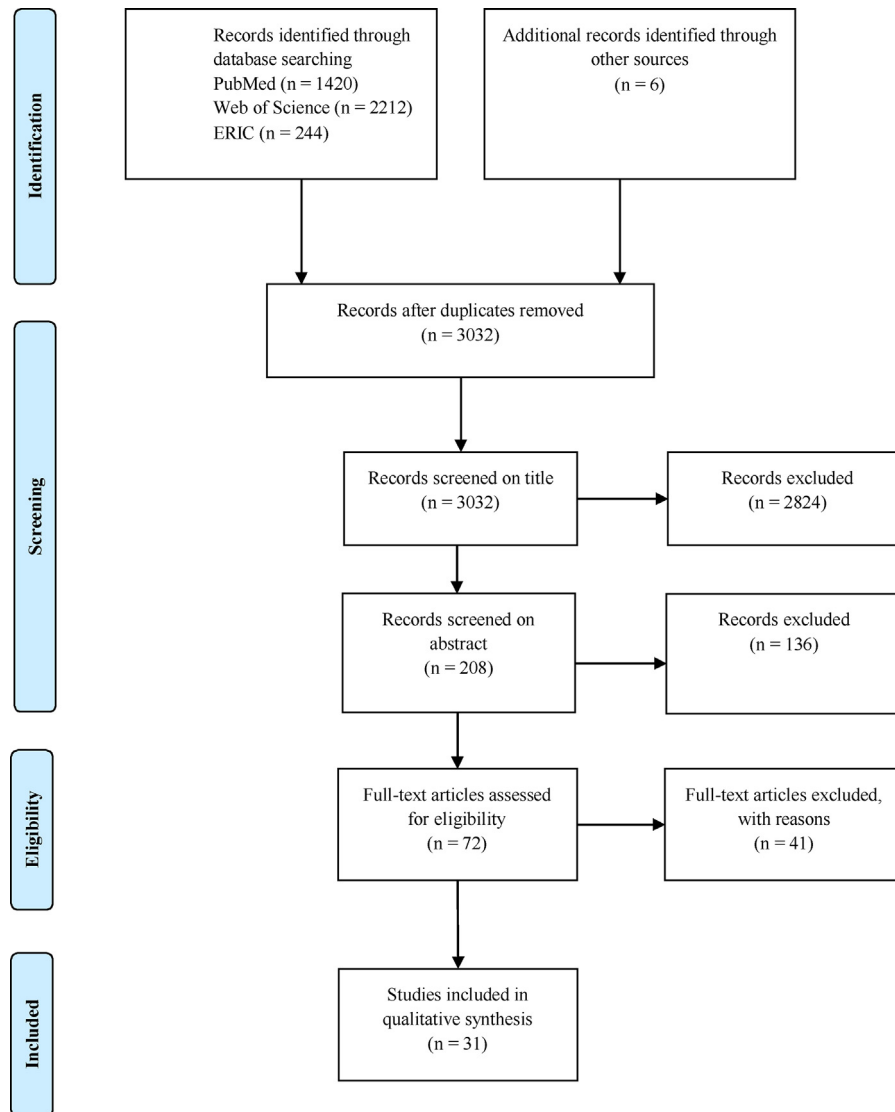 Identification
Records identified through
database searching
PubMed (n = 1420)
Web of Science (n = 2212)
ERIC (n = 244)
Additional records identified through
other sources
(n = 6)
Records after duplicates removed
(n = 3032)
Screening
Records screened on title
(n = 3032)
Records excluded
(n = 2824)
Records screened on
abstract
(n = 208)
Records excluded
(n = 136)
Eligibility
Full-text articles assessed
for eligibility
(n = 72)
Full-text articles excluded,
with reasons
(n = 41)
Included
Studies included in
qualitative synthesis
(n = 31)